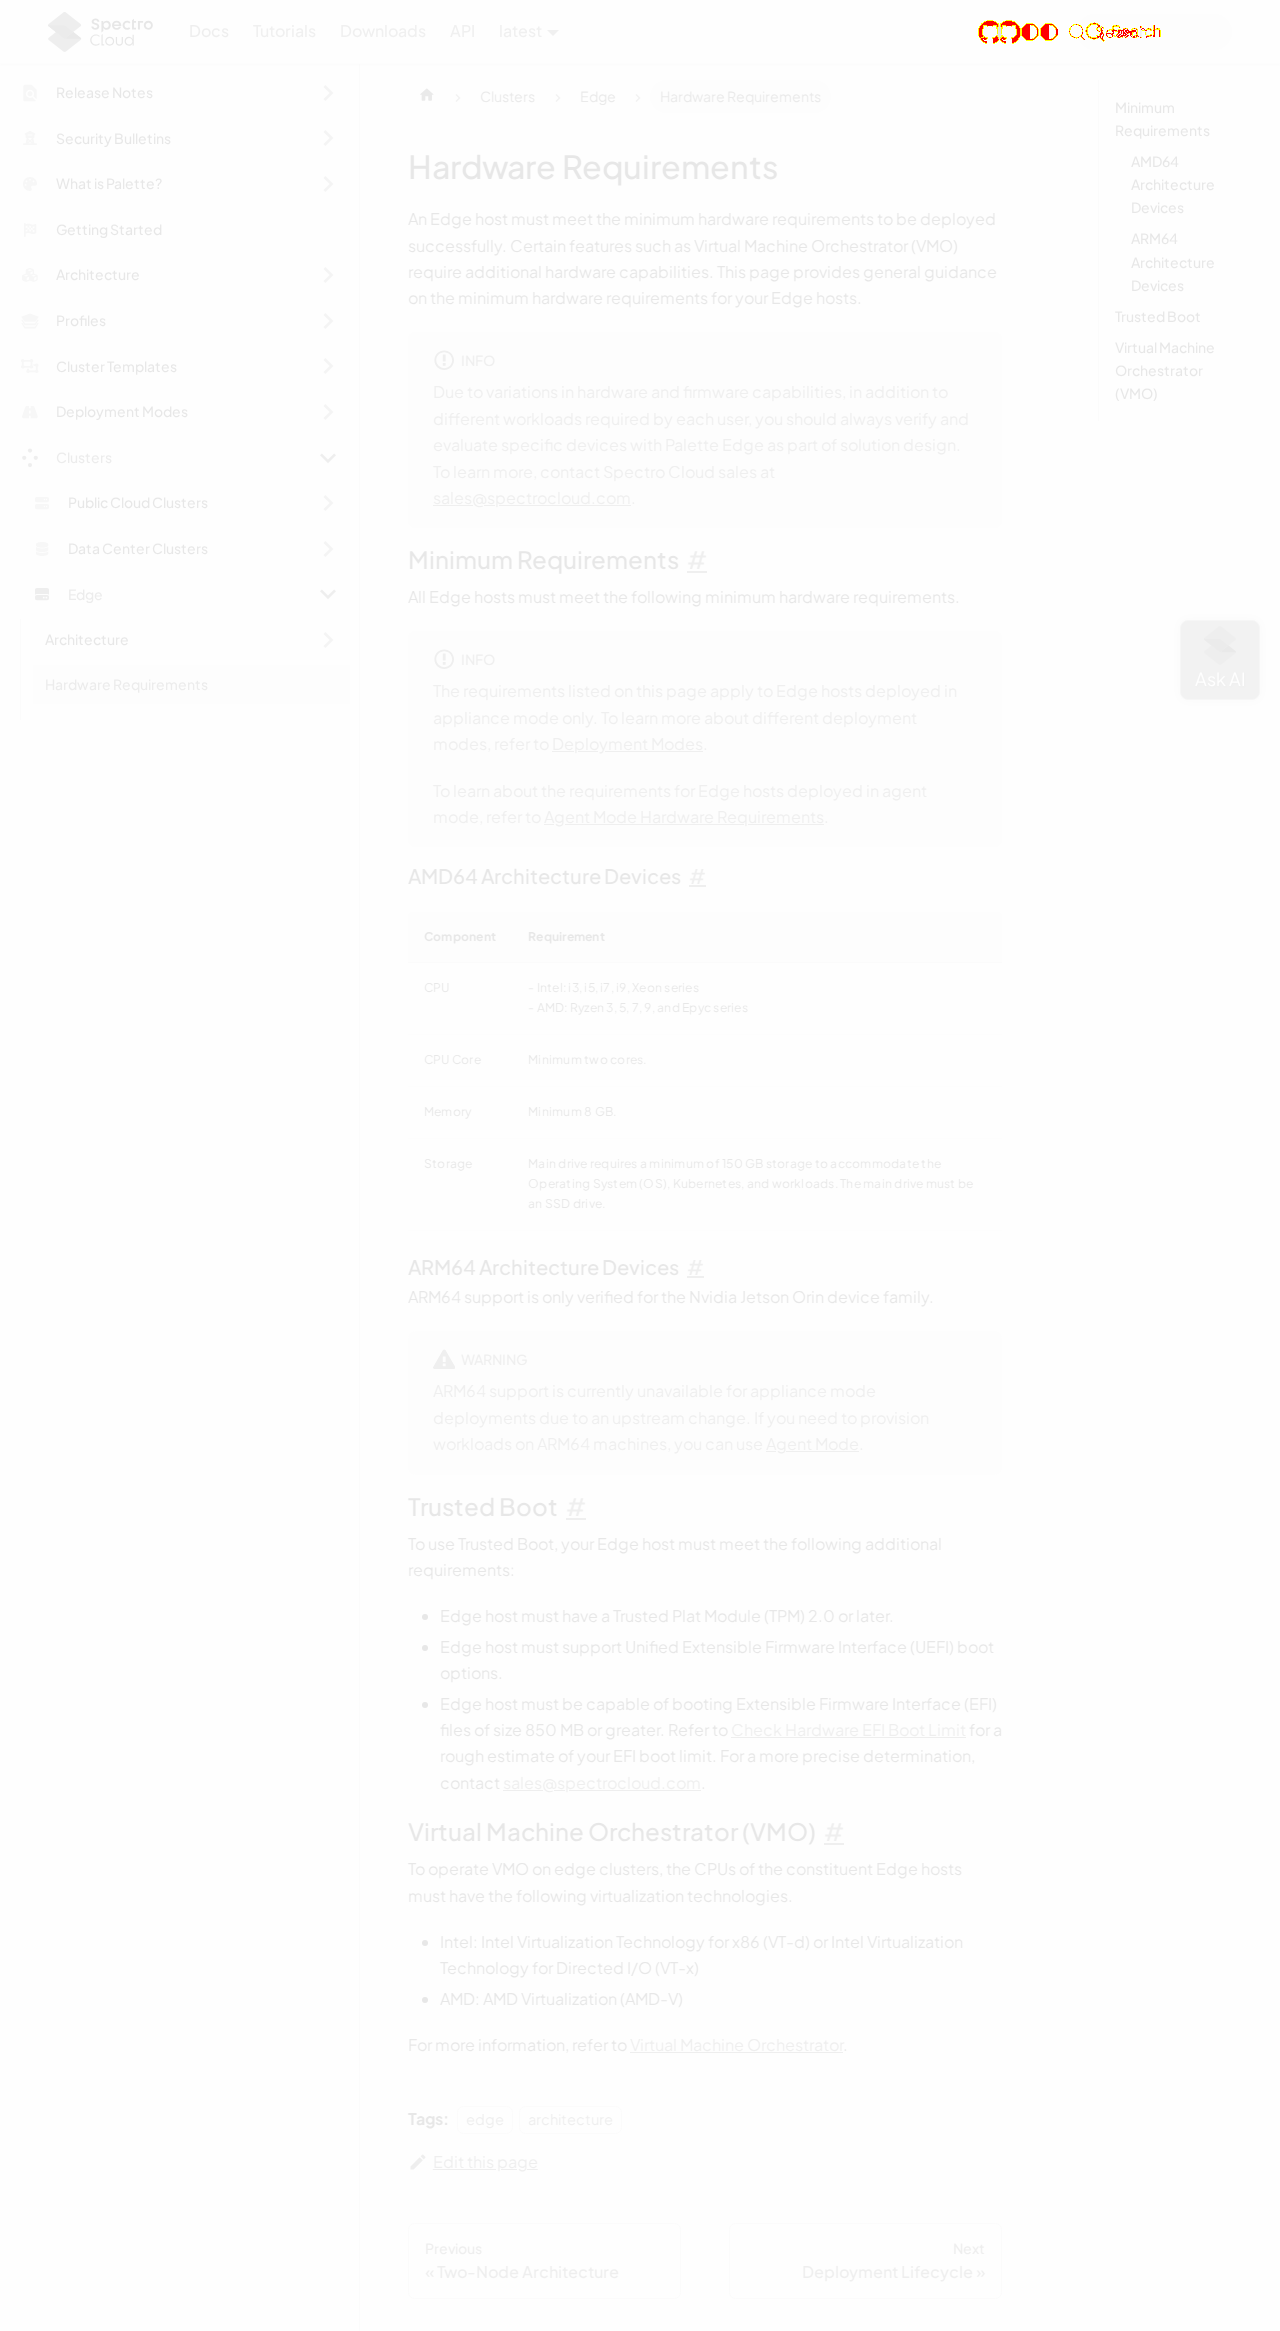 Spectro
Cloud
Docs
Tutorials
Downloads
API
latest
Release Notes
Security Bulletins
What is Palette?
Getting Started
Architecture
Profiles
Cluster Templates
Deployment Modes
Clusters
Public Cloud Clusters
Data Center Clusters
Edge
Architecture
Hardware Requirements
Clusters
Edge
Hardware Requirements
Hardware Requirements
An Edge host must meet the minimum hardware requirements to be deployed
successfully. Certain features such as Virtual Machine Orchestrator (VMO)
require additional hardware capabilities. This page provides general guidance
on the minimum hardware requirements for your Edge hosts.
INFO
Due to variations in hardware and firmware capabilities, in addition to
different workloads required by each user, you should always verify and
evaluate specific devices with Palette Edge as part of solution design.
To learn more, contact Spectro Cloud sales at
sales@spectrocloud.com.
Minimum Requirements #
All Edge hosts must meet the following minimum hardware requirements.
INFO
The requirements listed on this page apply to Edge hosts deployed in
appliance mode only. To learn more about different deployment
modes, refer to Deployment Modes.
To learn about the requirements for Edge hosts deployed in agent
mode, refer to Agent Mode Hardware Requirements.
AMD64 Architecture Devices #
Component Requirement
CPU - Intel: i3, i5, i7, i9, Xeon series
- AMD: Ryzen 3, 5, 7, 9, and Epyc series
CPU Core Minimum two cores.
Memory Minimum 8 GB.
Storage Main drive requires a minimum of 150 GB storage to accommodate the
Operating System (OS), Kubernetes, and workloads. The main drive must be
an SSD drive.
ARM64 Architecture Devices #
ARM64 support is only verified for the Nvidia Jetson Orin device family.
WARNING
ARM64 support is currently unavailable for appliance mode
deployments due to an upstream change. If you need to provision
workloads on ARM64 machines, you can use Agent Mode.
Trusted Boot #
To use Trusted Boot, your Edge host must meet the following additional
requirements:
Edge host must have a Trusted Plat Module (TPM) 2.0 or later.
Edge host must support Unified Extensible Firmware Interface (UEFI) boot
options.
Edge host must be capable of booting Extensible Firmware Interface (EFI)
files of size 850 MB or greater. Refer to Check Hardware EFI Boot Limit for a
rough estimate of your EFI boot limit. For a more precise determination,
contact sales@spectrocloud.com.
Virtual Machine Orchestrator (VMO) #
To operate VMO on edge clusters, the CPUs of the constituent Edge hosts
must have the following virtualization technologies.
Intel: Intel Virtualization Technology for x86 (VT-d) or Intel Virtualization
Technology for Directed I/O (VT-x)
AMD: AMD Virtualization (AMD-V)
For more information, refer to Virtual Machine Orchestrator.
Tags: edge architecture
Edit this page
Previous
« Two-Node Architecture
Next
Deployment Lifecycle »
Minimum
Requirements
AMD64
Architecture
Devices
ARM64
Architecture
Devices
Trusted Boot
Virtual Machine
Orchestrator
(VMO)
Ask AI